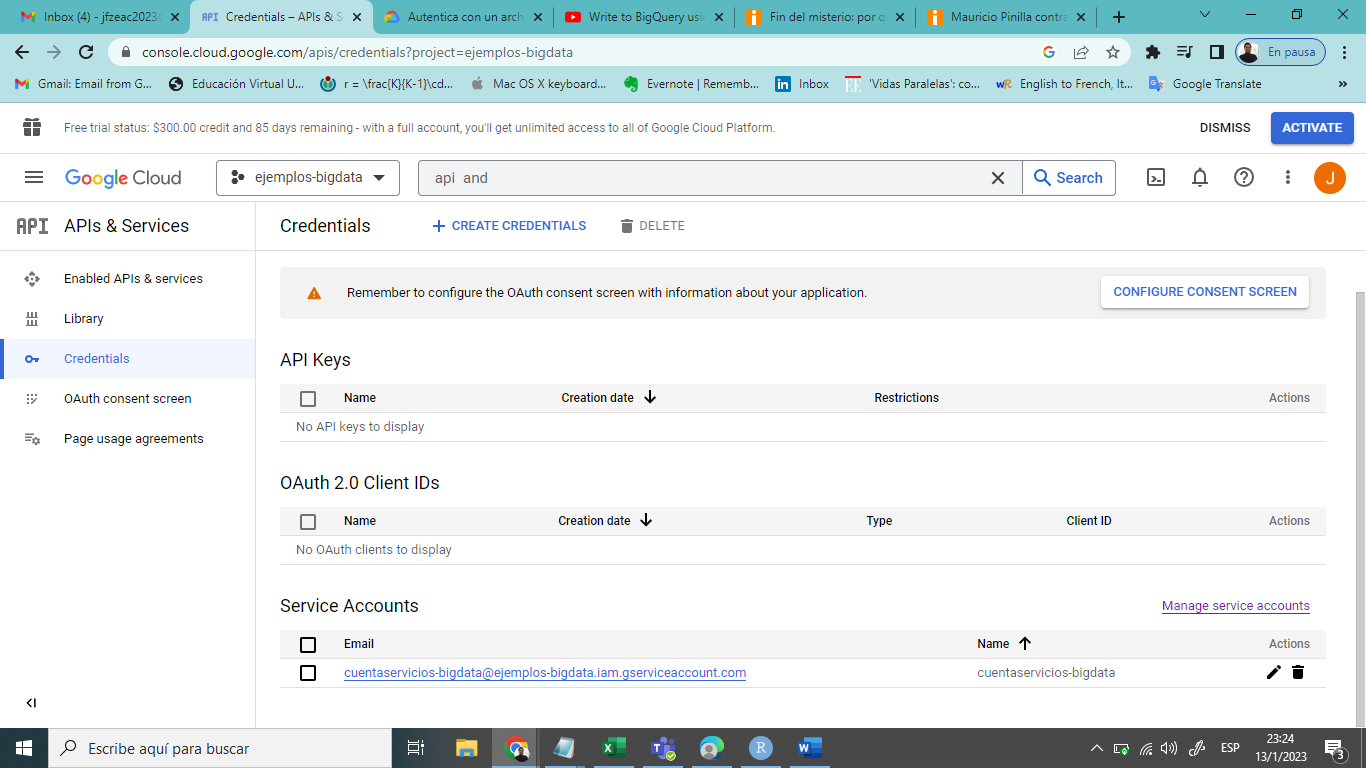 Inbox (4) - jfzeac2023@
API Credentials – APIs & S
Autentica con un arch
Write to BigQuery usin
Fin del misterio: por q
Mauricio Pinilla contra
console.cloud.google.com/apis/credentials?project=ejemplos-bigdata
En pausa
Gmail: Email from G...
Educación Virtual U...
r = \frac{K}{K-1}\cd...
Mac OS X keyboard...
Evernote | Rememb...
Inbox
'Vidas Paralelas': co...
English to French, It...
Google Translate
»
Free trial status: $300.00 credit and 85 days remaining - with a full account, you'll get unlimited access to all of Google Cloud Platform.
DISMISS
ACTIVATE
Google Cloud
ejemplos-bigdata
api and
Search
J
API APIs & Services
Credentials
+ CREATE CREDENTIALS
DELETE
Enabled APIs & services
Library
Credentials
OAuth consent screen
Page usage agreements
Remember to configure the OAuth consent screen with information about your application.
CONFIGURE CONSENT SCREEN
API Keys
Name Creation date Restrictions Actions
No API keys to display
OAuth 2.0 Client IDs
Name Creation date Type Client ID Actions
No OAuth clients to display
Service Accounts
Manage service accounts
Email Name Actions
cuentaservicios-bigdata@ejemplos-bigdata.iam.gserviceaccount.com cuentaservicios-bigdata
Escribe aquí para buscar
ESP
23:24
13/1/2023
3